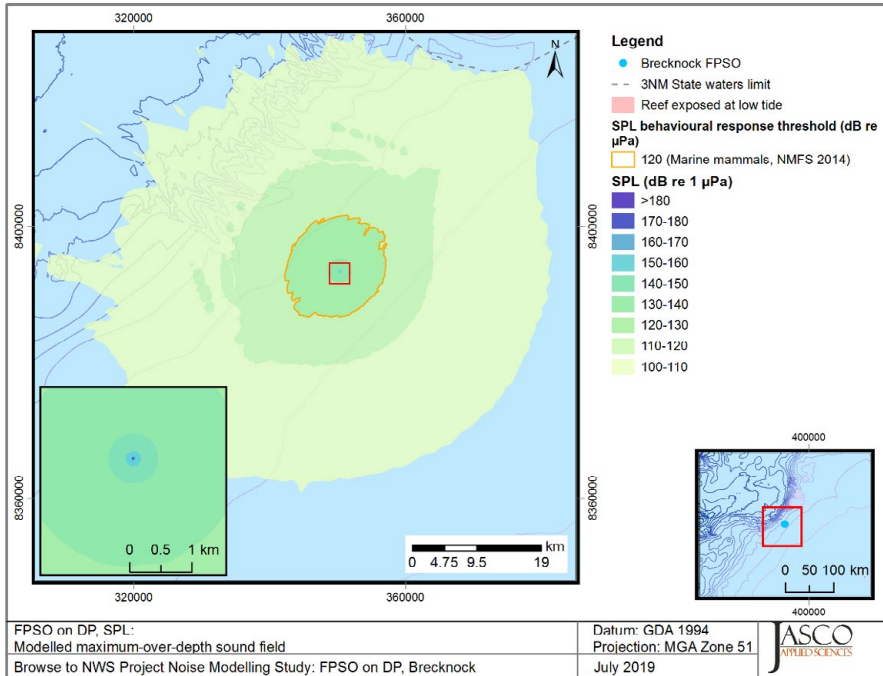 320000
360000
N
8400000
8400000
8360000
8360000
0 0.5 1 km
km
0 4.75 9.5 19
320000
360000
Legend
Brecknock FPSO
3NM State waters limit
Reef exposed at low tide
SPL behavioural response threshold (dB re
µPa)
120 (Marine mammals, NMFS 2014)
SPL (dB re 1 µPa)
>180
170-180
160-170
150-160
140-150
130-140
120-130
110-120
100-110
400000
0 50 100 km
400000
FPSO on DP, SPL:
Modelled maximum-over-depth sound field
Browse to NWS Project Noise Modelling Study: FPSO on DP, Brecknock
Datum: GDA 1994
Projection: MGA Zone 51
July 2019
JASCO
APPLIED SCIENCES